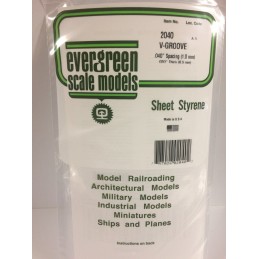 Item No.
2040
V-GROOVE
.040" Spacing (1.0 mm)
evergreen
scale models
Sheet Styrene
Made in U.S.A.
Model Railroading
Architectural Models
Military Models
Industrial Models
Miniatures
Ships and Planes
Instructions on back